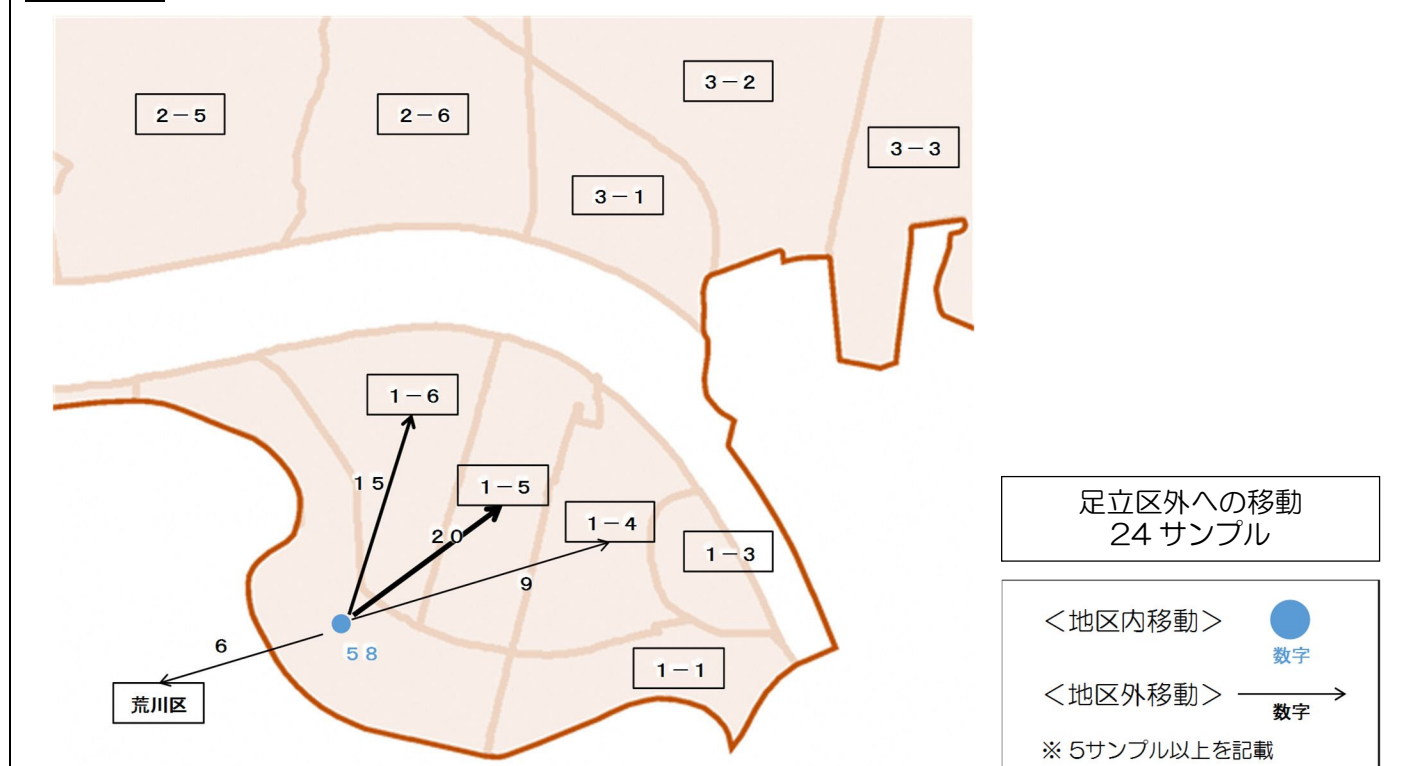 3－2
2－5
2－6
3－3
3－1
1－6
15
1－5
20
1－4
1－3
9
58
6
1－1
荒川区
足立区外への移動
24 サンプル
＜地区内移動＞
数字
＜地区外移動＞
数字
※ 5サンプル以上を記載